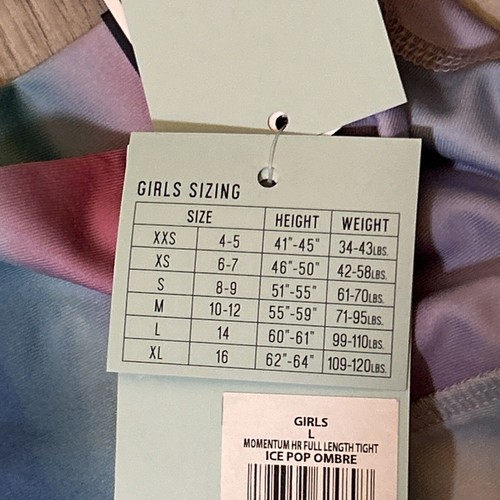 GIRLS SIZING
SIZE HEIGHT WEIGHT
XXS 4-5 41"-45" 34-43LBS.
XS 6-7 46"-50" 42-58LBS.
S 8-9 51"-55" 61-70LBS.
M 10-12 55"-59" 71-95LBS.
L 14 60"-61" 99-110LBS.
XL 16 62"-64" 109-120LBS.
GIRLS
L
MOMENTUM HR FULL LENGTH TIGHT
ICE POP OMBRE